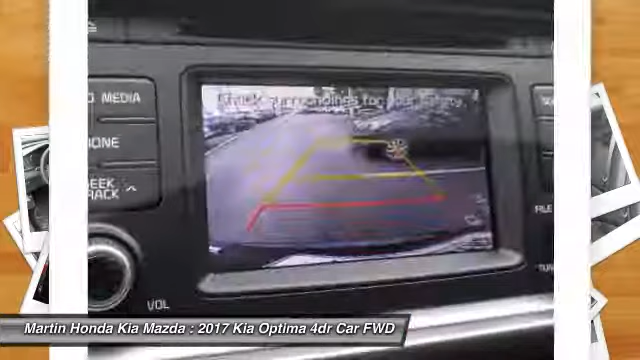 Check surroundings for your safety.
MEDIA
SEEK
TRACK
FILE
VOL
Martin Honda Kia Mazda : 2017 Kia Optima 4dr Car FWD